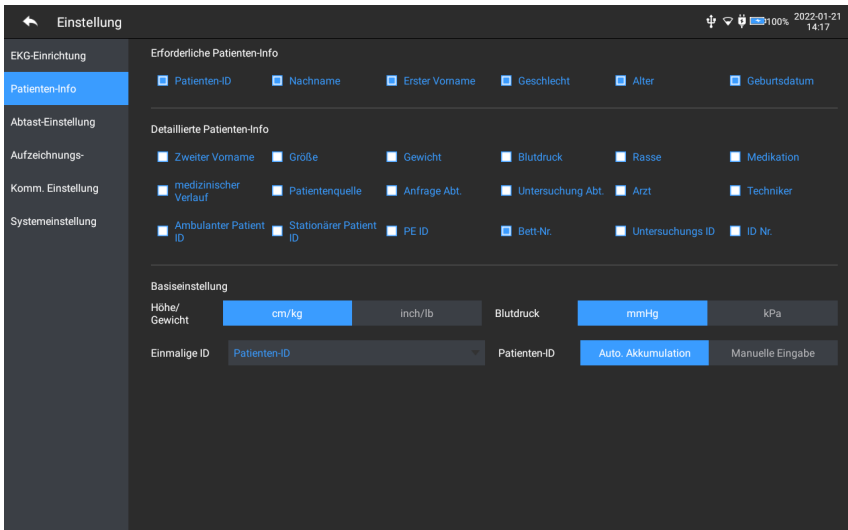 Einstellung
100%
2022-01-21
14:17
EKG-Einrichtung
Patienten-Info
Abtast-Einstellung
Aufzeichnungs-
Komm. Einstellung
Systemeinstellung
Erforderliche Patienten-Info
Patienten-ID Nachname Erster Vorname Geschlecht Alter Geburtsdatum
Detaillierte Patienten-Info
Zweiter Vorname Größe Gewicht Blutdruck Rasse Medikation
medizinischer
Verlauf
Patientenquelle Anfrage Abt. Untersuchung Abt. Arzt Techniker
Ambulanter Patient
ID
Stationärer Patient
ID
PE ID Bett-Nr. Untersuchungs ID ID Nr.
Basiseinstellung
Höhe/
Gewicht
cm/kg inch/lb Blutdruck mmHg kPa
Einmalige ID Patienten-ID Patienten-ID Auto. Akkumulation Manuelle Eingabe